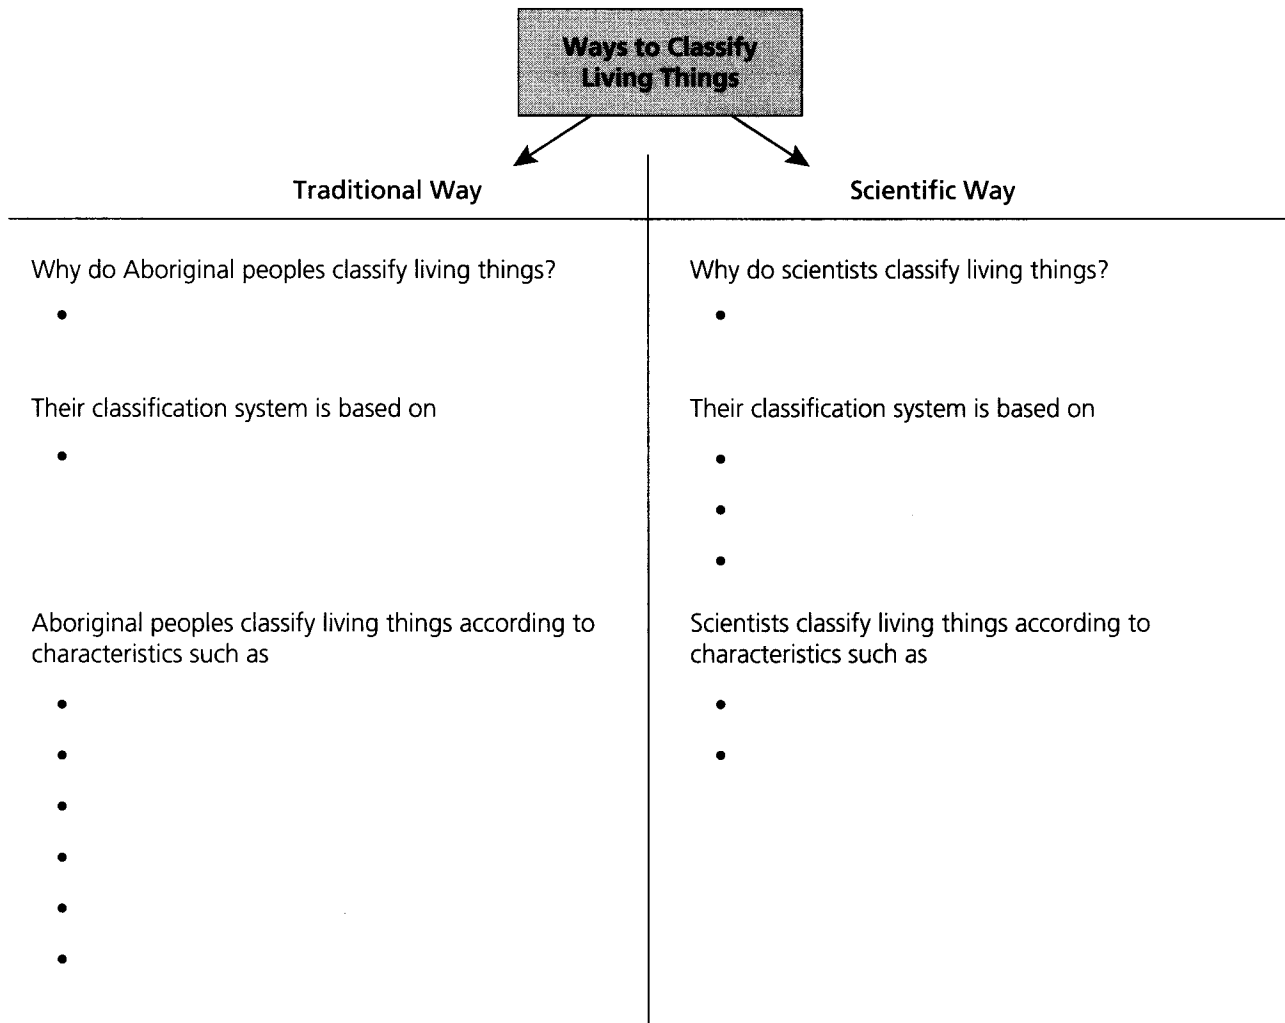 Ways to Classify
Living Things
Traditional Way
Why do Aboriginal peoples classify living things?
•
Their classification system is based on
•
Aboriginal peoples classify living things according to
characteristics such as
•
•
•
•
•
•
Scientific Way
Why do scientists classify living things?
•
Their classification system is based on
•
•
•
Scientists classify living things according to
characteristics such as
•
•